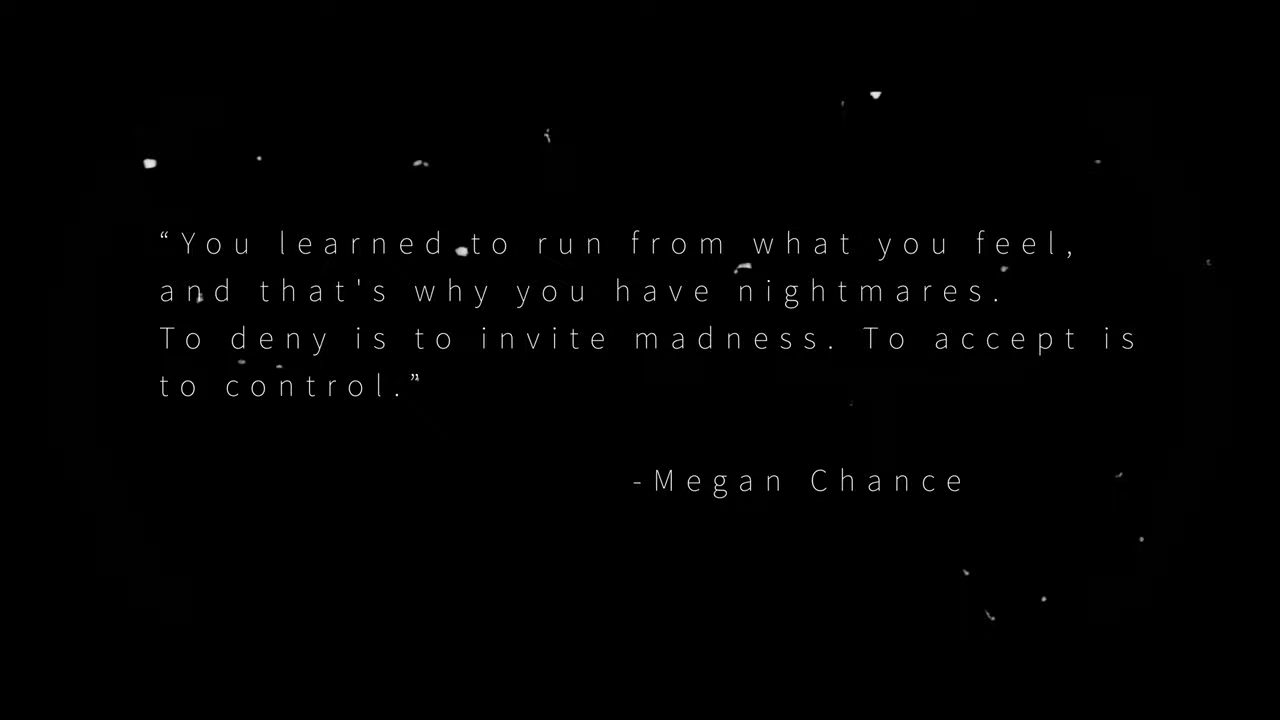 “You learned to run from what you feel,
and that's why you have nightmares.
To deny is to invite madness. To accept is
to control.”
-Megan Chance